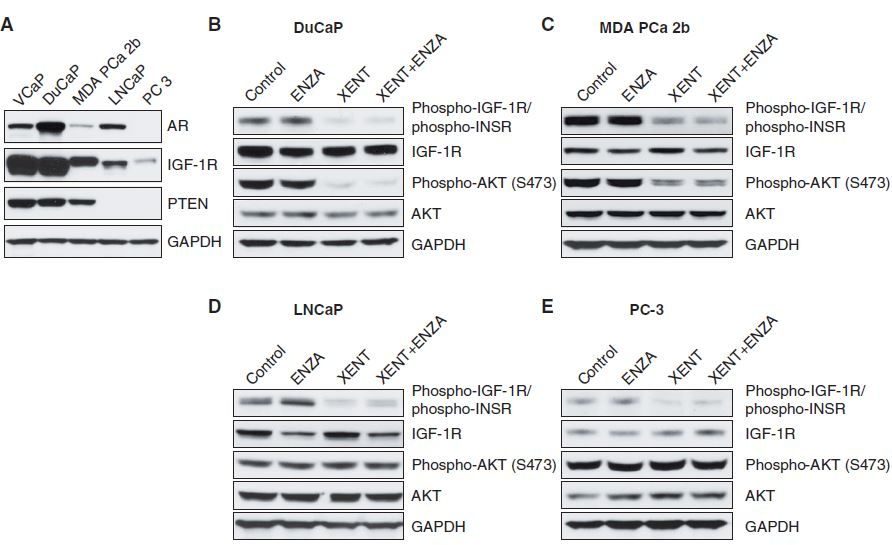 A
VCaP
DuCaP
MDA PCa 2b
LNCaP
PC 3
AR
IGF-1R
PTEN
GAPDH
B
DuCaP
Control
ENZA
XENT
XENT+ENZA
Phospho-IGF-1R/
phospho-INSR
IGF-1R
Phospho-AKT (S473)
AKT
GAPDH
C
MDA PCa 2b
Control
ENZA
XENT
XENT+ENZA
Phospho-IGF-1R/
phospho-INSR
IGF-1R
Phospho-AKT (S473)
AKT
GAPDH
D
LNCaP
Control
ENZA
XENT
XENT+ENZA
Phospho-IGF-1R/
phospho-INSR
IGF-1R
Phospho-AKT (S473)
AKT
GAPDH
E
PC-3
Control
ENZA
XENT
XENT+ENZA
Phospho-IGF-1R/
phospho-INSR
IGF-1R
Phospho-AKT (S473)
AKT
GAPDH